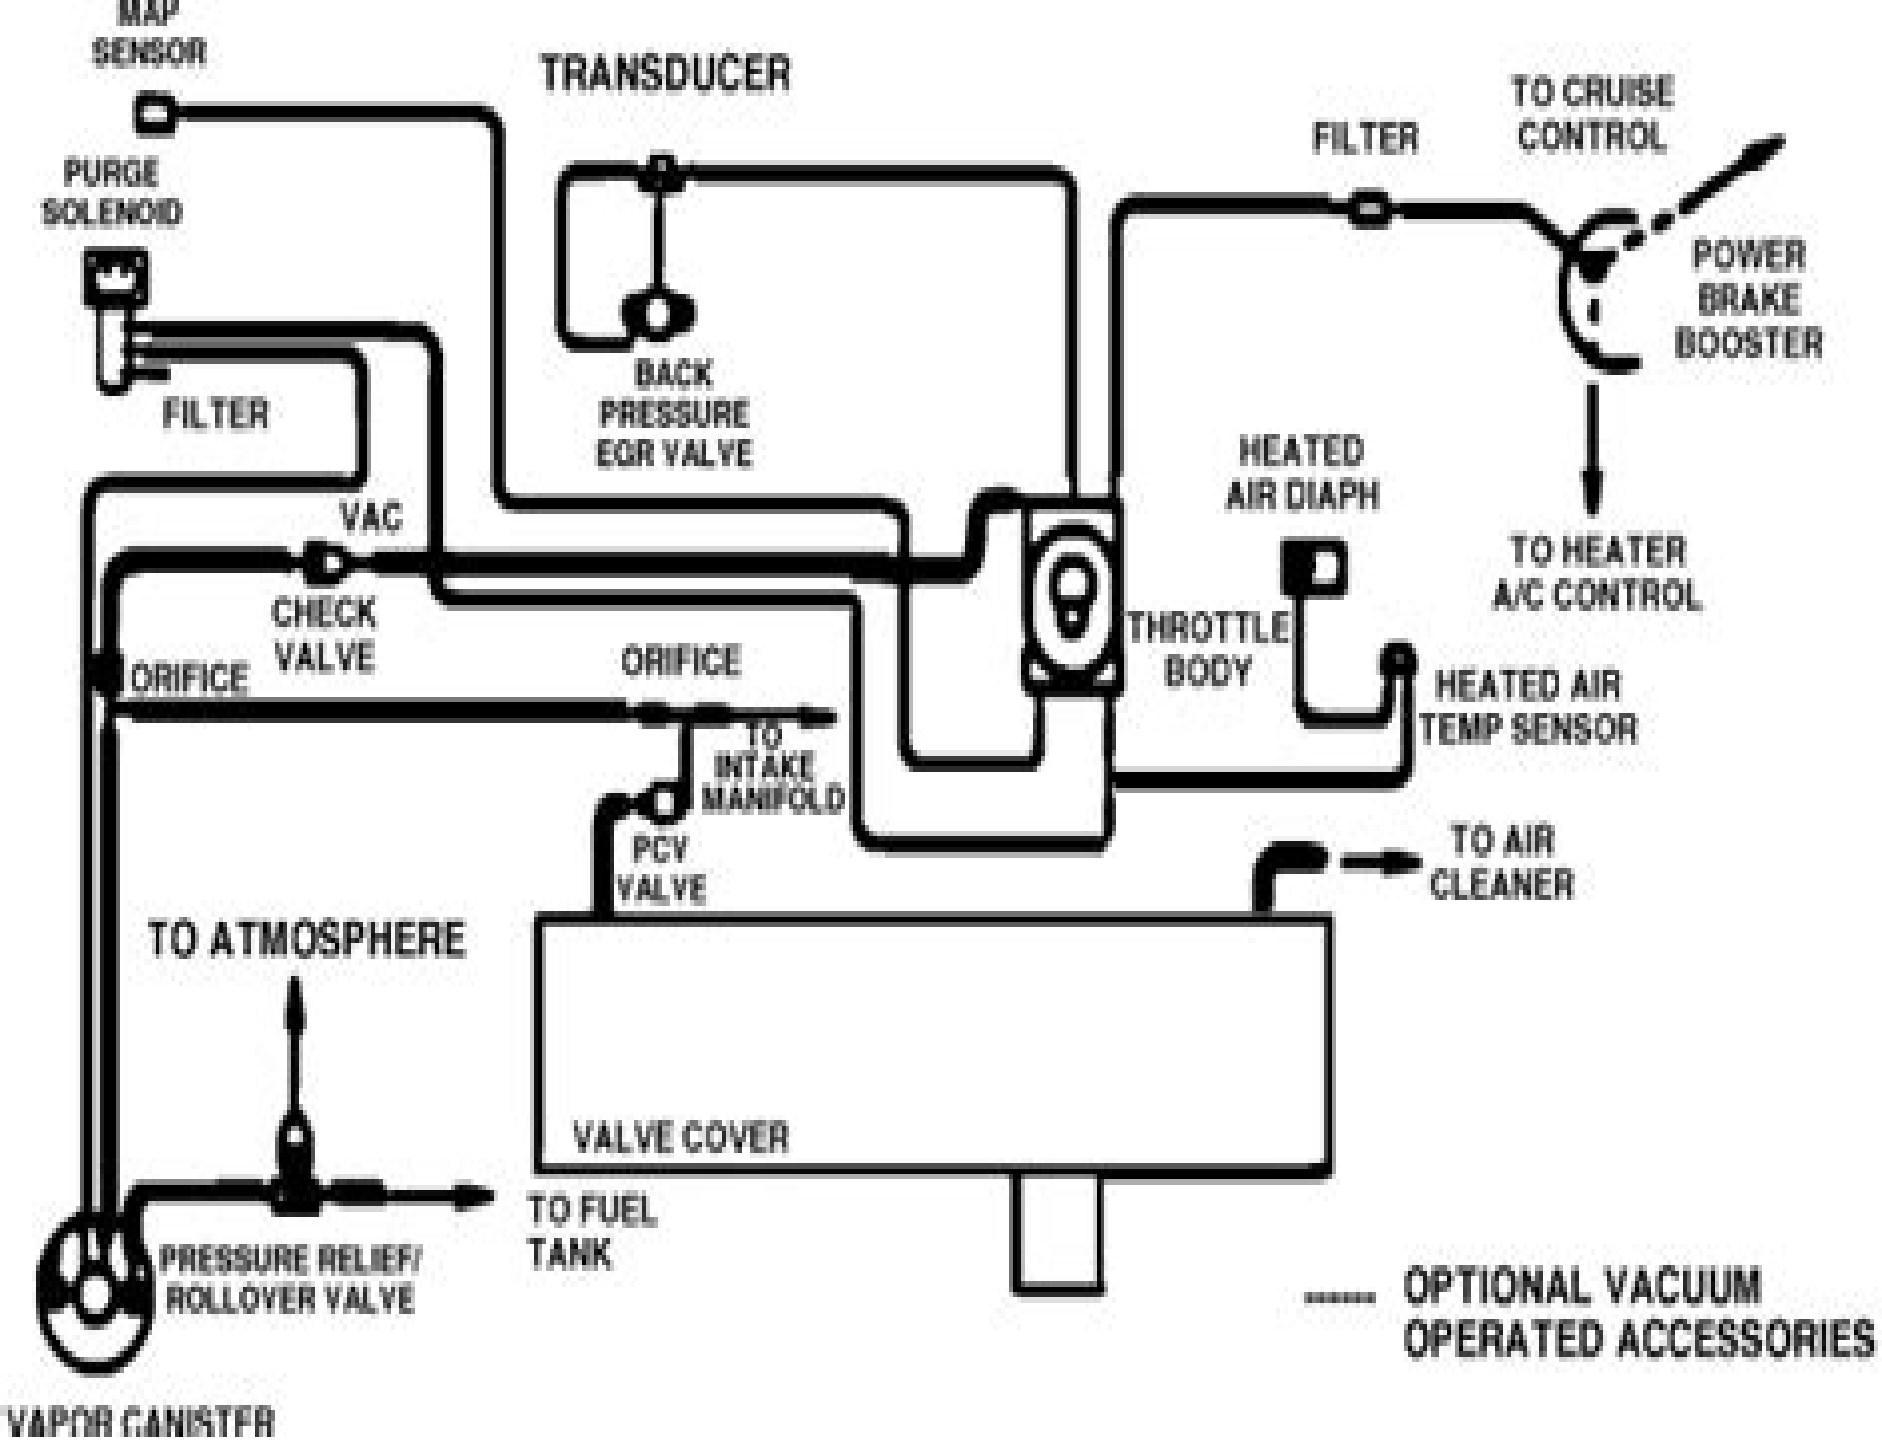 MAP
SENSOR
TRANSDUCER
TO CRUISE
CONTROL
FILTER
PURGE
SOLENOID
POWER
BRAKE
BOOSTER
BACK
PRESSURE
EGR VALVE
FILTER
HEATED
AIR DIAPH
VAC
TO HEATER
A/C CONTROL
CHECK
VALVE
THROTTLE
BODY
ORIFICE
ORIFICE
HEATED AIR
TEMP SENSOR
TO
INTAKE
MANIFOLD
PCV
VALVE
TO AIR
CLEANER
TO ATMOSPHERE
VALVE COVER
TO FUEL
TANK
PRESSURE RELIEF/
ROLLOVER VALVE
OPTIONAL VACUUM
OPERATED ACCESSORIES
VAPOR CANISTER